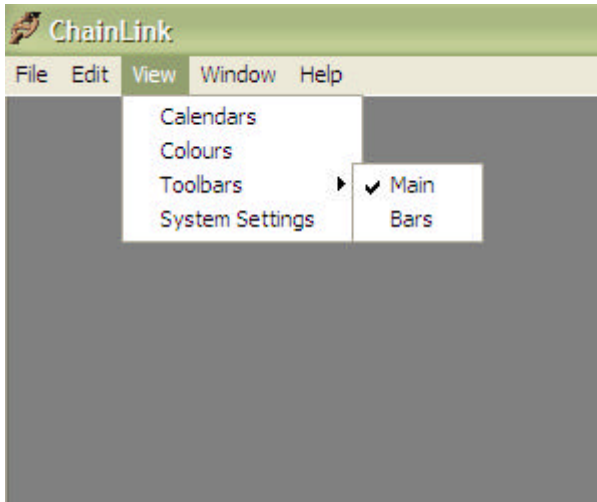 ChainLink
File Edit View Window Help
Calendars
Colours
Toolbars
Main
System Settings
Bars